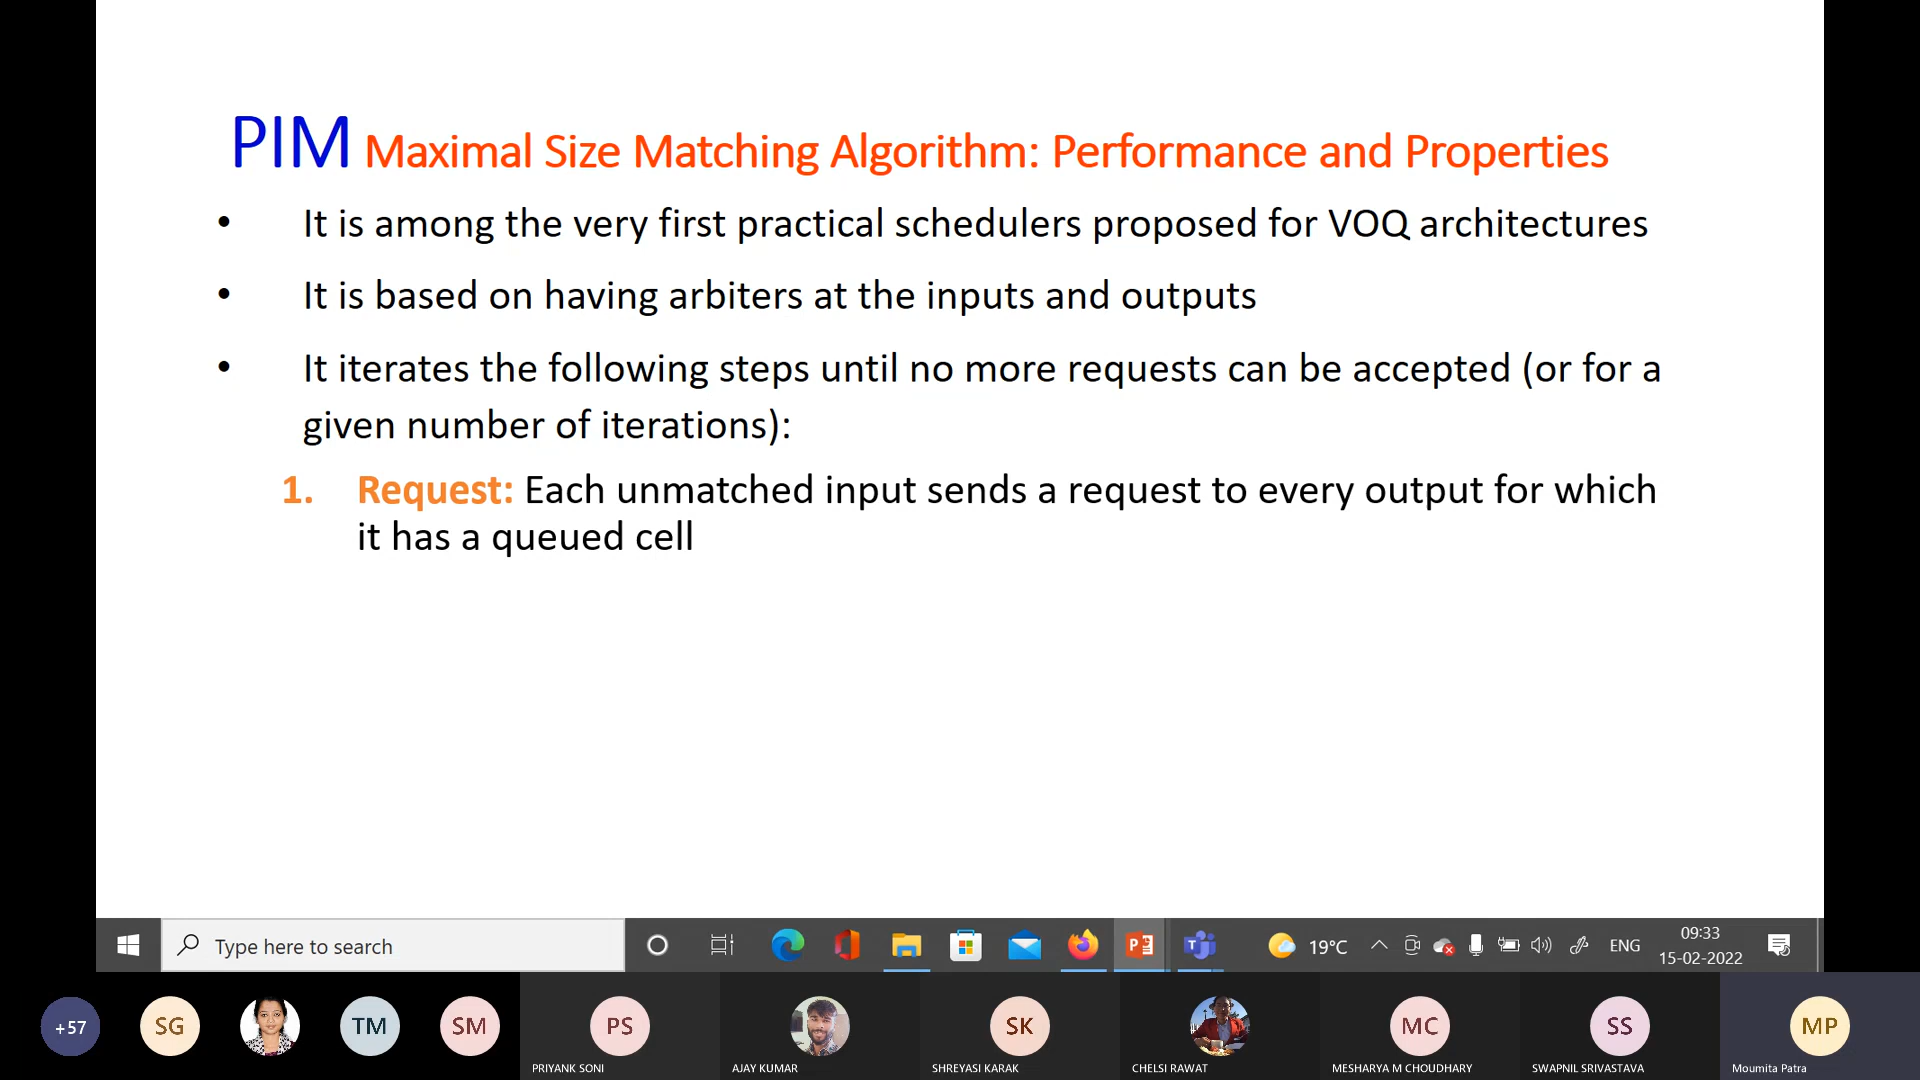 PIM Maximal Size Matching Algorithm: Performance and Properties
• It is among the very first practical schedulers proposed for VOQ architectures
• It is based on having arbiters at the inputs and outputs
• It iterates the following steps until no more requests can be accepted (or for a
given number of iterations):
1. Request: Each unmatched input sends a request to every output for which
it has a queued cell
Type here to search
19°C
ENG
09:33
15-02-2022
+57
SG
TM
SM
PS
SK
MC
SS
MP
PRIYANK SONI
AJAY KUMAR
SHREYASI KARAK
CHELSI RAWAT
MESHARYA M CHOUDHARY
SWAPNIL SRIVASTAVA
Moumita Patra